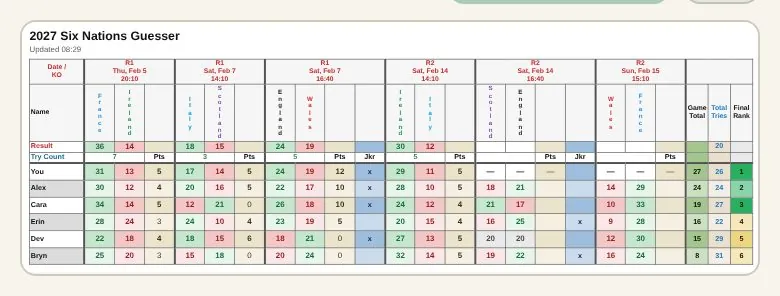 2027 Six Nations Guesser
Updated 08:29
Date / KO R1 Thu, Feb 5 20:10 R1 Sat, Feb 7 14:10 R1 Sat, Feb 7 16:40 R2 Sat, Feb 14 14:10 R2 Sat, Feb 14 16:40 R2 Sun, Feb 15 15:10
Name France Ireland Italy Scotland England Wales Ireland Italy Scotland England Wales France Game Total Total Tries Final Rank
Result 36 14 18 15 24 19 30 12 20
Try Count 7 Pts 3 Pts 5 Pts Jkr 5 Pts Pts Jkr Pts
You 31 13 5 17 14 5 24 19 12 x 29 11 5 — — — — — — 27 26 1
Alex 30 12 4 20 16 5 22 17 10 x 28 10 5 18 21 14 29 24 24 2
Cara 34 14 5 12 21 0 24 18 10 x 24 12 4 21 17 10 33 19 27 3
Erin 28 24 3 24 10 4 23 19 5 20 15 4 16 25 x 9 28 16 22 4
Dev 22 18 4 18 15 6 18 21 0 x 27 13 5 20 20 12 30 15 29 5
Bryn 25 20 3 15 18 0 20 24 0 32 14 5 19 22 x 16 24 8 31 6